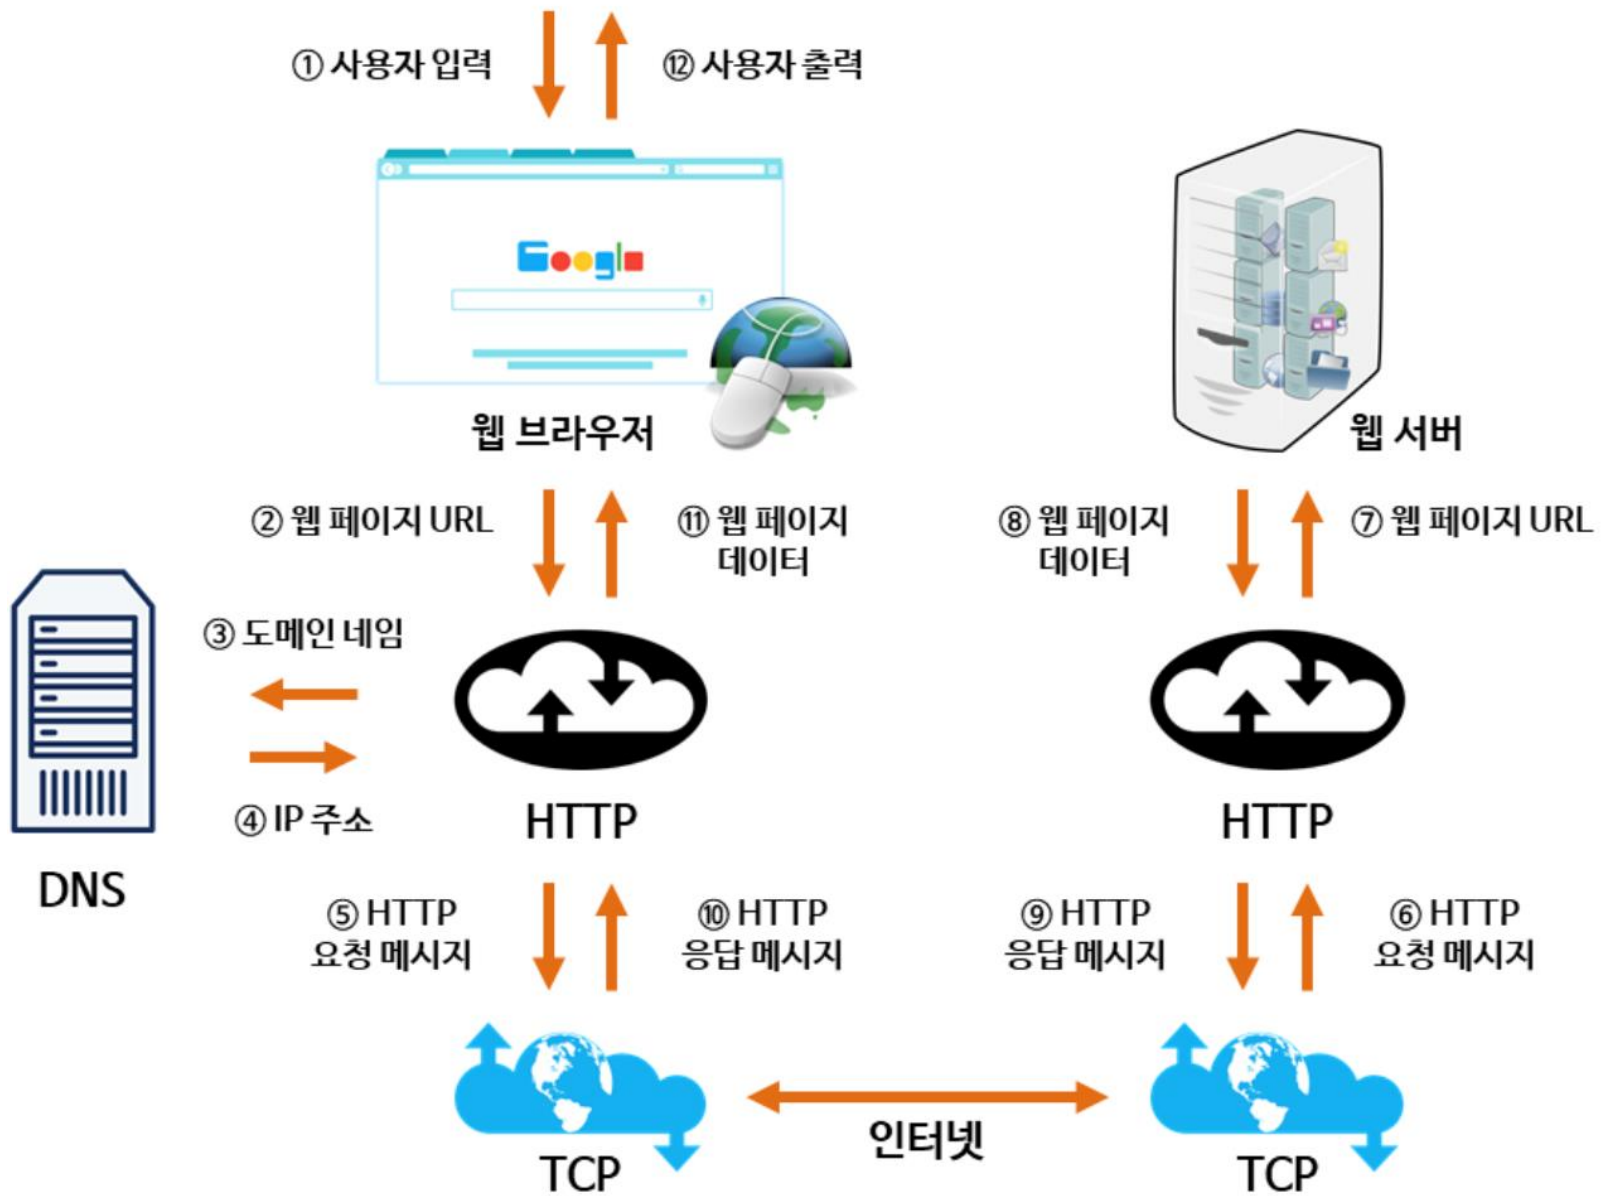 ① 사용자 입력
⑫ 사용자 출력
Google
웹 브라우저
웹 서버
② 웹 페이지 URL
⑪ 웹 페이지
데이터
⑧ 웹 페이지
데이터
⑦ 웹 페이지 URL
③ 도메인 네임
④ IP 주소
DNS
HTTP
HTTP
⑤ HTTP
요청 메시지
⑩ HTTP
응답 메시지
⑨ HTTP
응답 메시지
⑥ HTTP
요청 메시지
인터넷
TCP
TCP